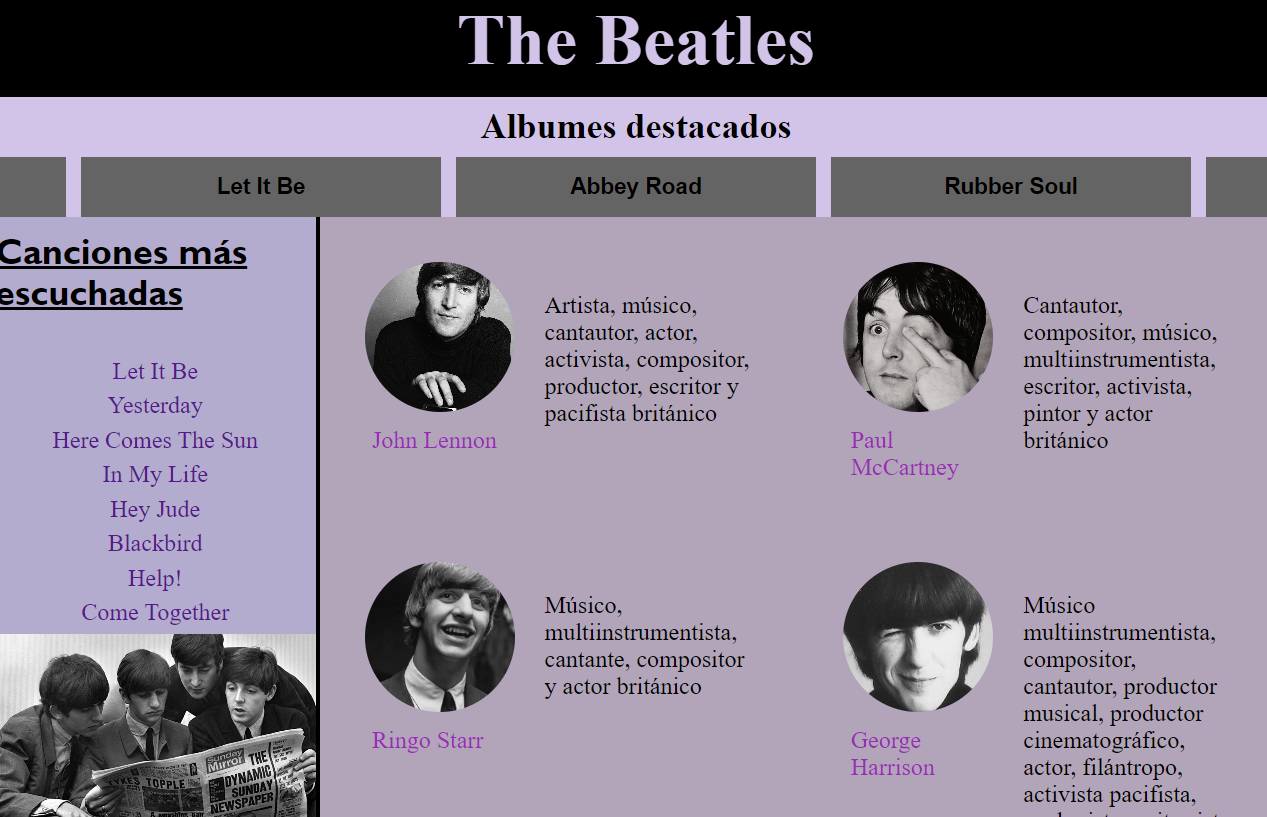 The Beatles
Albumes destacados
Let It Be
Abbey Road
Rubber Soul
Canciones más
escuchadas
Let It Be
Yesterday
Here Comes The Sun
In My Life
Hey Jude
Blackbird
Help!
Come Together
Artista, músico,
cantautor, actor,
activista, compositor,
productor, escritor y
pacifista británico
John Lennon
Cantautor,
compositor, músico,
multiinstrumentista,
escritor, activista,
pintor y actor
británico
Paul
McCartney
Músico,
multiinstrumentista,
cantante, compositor
y actor británico
Ringo Starr
Músico
multiinstrumentista,
compositor,
cantautor, productor
musical, productor
cinematográfico,
actor, filántropo,
activista pacifista,
George
Harrison
Sunday
Mirror
THE
DYNAMIC
SUNDAY
NEWSPAPER
TOPPLE